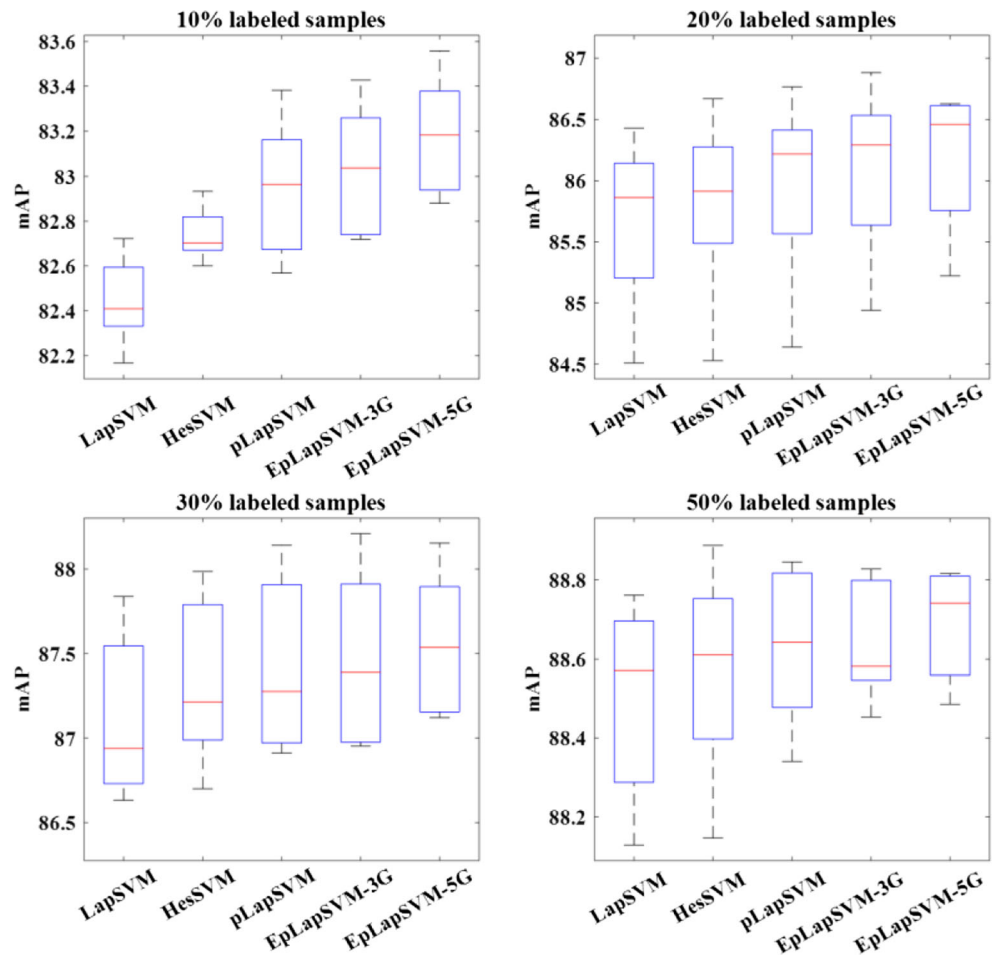 10% labeled samples
83.6
83.4
83.2
83
82.8
82.6
82.4
82.2
mAP
LapSVM
HesSVM
pLapSVM
EpLapSVM-3G
EpLapSVM-5G
20% labeled samples
87
86.5
86
85.5
85
84.5
mAP
LapSVM
HesSVM
pLapSVM
EpLapSVM-3G
EpLapSVM-5G
30% labeled samples
88
87.5
87
86.5
mAP
LapSVM
HesSVM
pLapSVM
EpLapSVM-3G
EpLapSVM-5G
50% labeled samples
88.8
88.6
88.4
88.2
mAP
LapSVM
HesSVM
pLapSVM
EpLapSVM-3G
EpLapSVM-5G